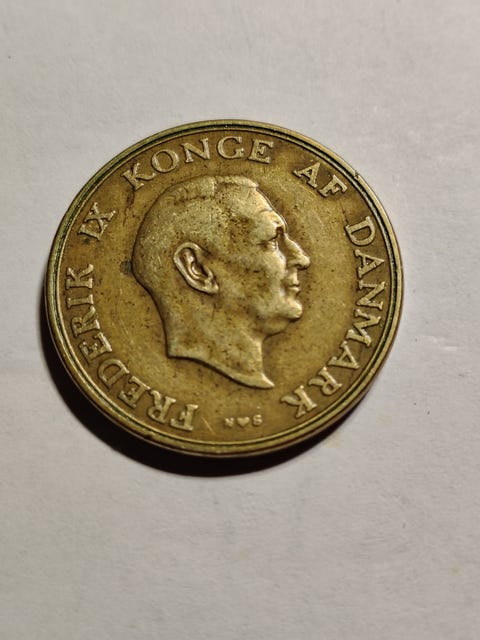 FREDERIK IX KONGE AF DANMARK
N♥S